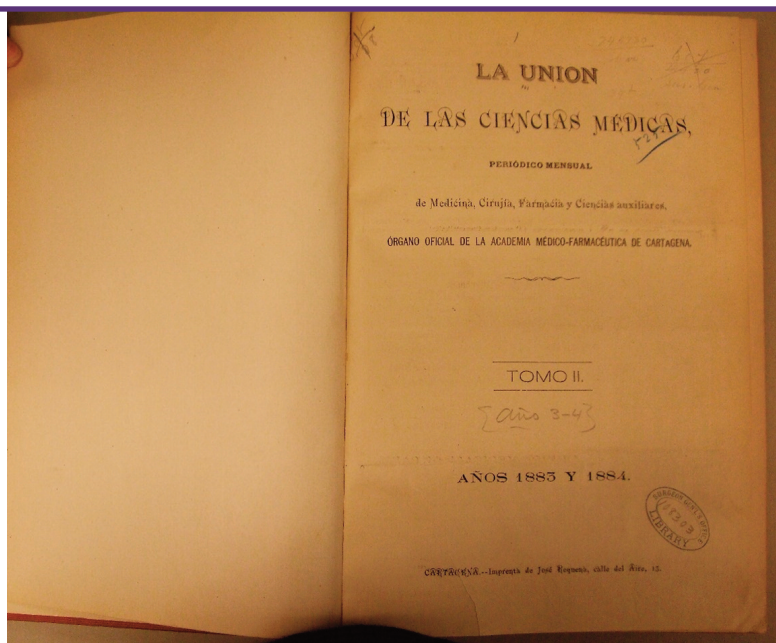 LA UNION
DE LAS CIENCIAS MÉDICAS,
PERIÓDICO MENSUAL
de Medicina, Cirujía, Farmacia y Ciencias auxiliares,
ÓRGANO OFICIAL DE LA ACADEMIA MÉDICO-FARMACÉUTICA DE CARTAGENA.
TOMO II.
[años 3-4]
AÑOS 1883 Y 1884.
LIBRARY
CARTAGENA.--Imprenta de José Requena, calle del Aire,